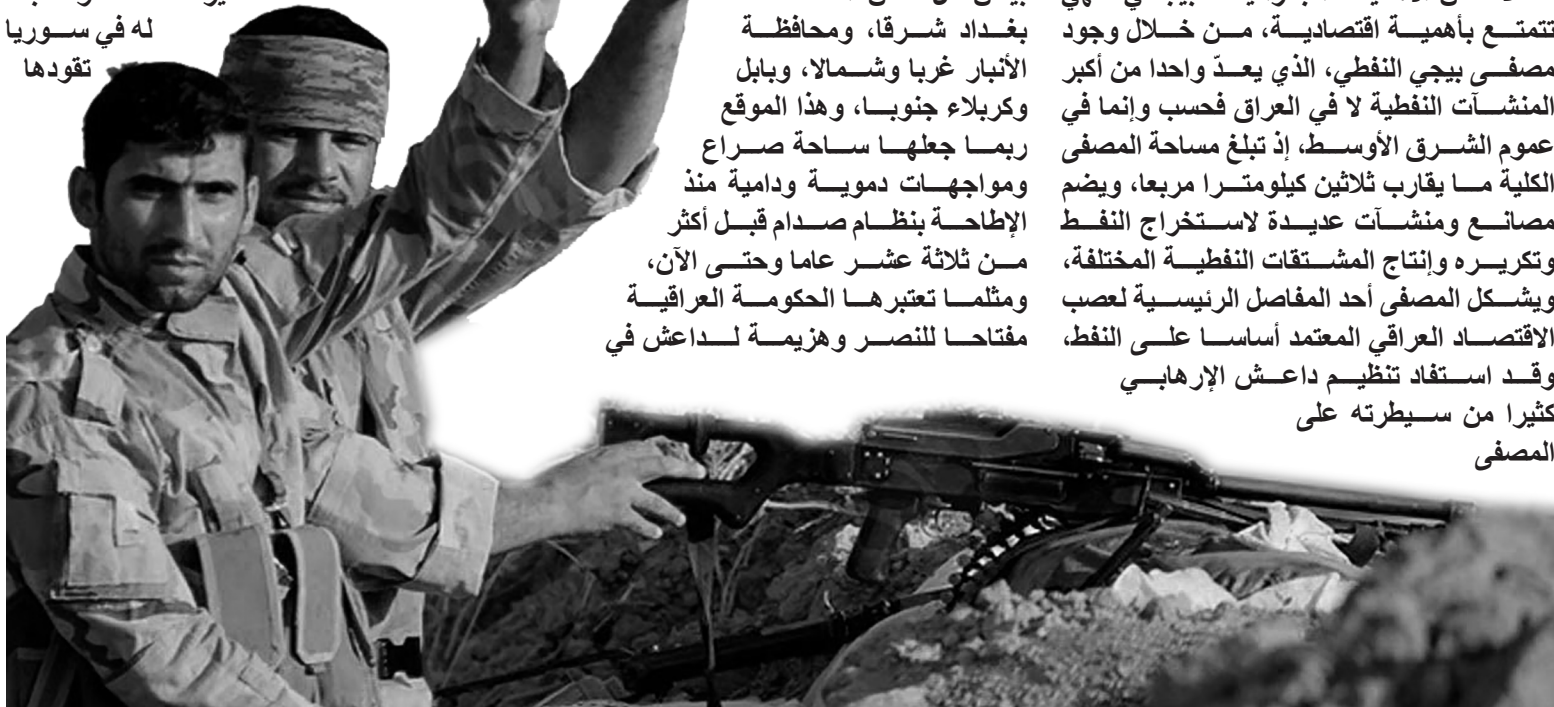 تتمتع بأهمية اقتصادية، من خلال وجود
مصفى بيجي النفطي، الذي يعدّ واحدا من أكبر
المنشآت النفطية لا في العراق فحسب وإنما في
عموم الشرق الأوسط، إذ تبلغ مساحة المصفى
الكلية ما يقارب ثلاثين كيلومترا مربعا، ويضم
مصانع ومنشآت عديدة لاستخراج النفط
وتكريره وإنتاج المشتقات النفطية المختلفة،
ويشكل المصفى أحد المفاصل الرئيسية لعصب
الاقتصاد العراقي المعتمد أساسا على النفط،
وقد استفاد تنظيم داعش الإرهابي
كثيرا من سيطرته على
المصفى
بغداد شرقا، ومحافظة
الأنبار غربا وشمالا، وبابل
وكربلاء جنوبا، وهذا الموقع
ربما جعلها ساحة صراع
ومواجهات دموية ودامية منذ
الإطاحة بنظام صدام قبل أكثر
من ثلاثة عشر عاما وحتى الآن،
ومثلما تعتبرها الحكومة العراقية
مفتاحا للنصر وهزيمة لداعش في
له في سوريا
تقودها